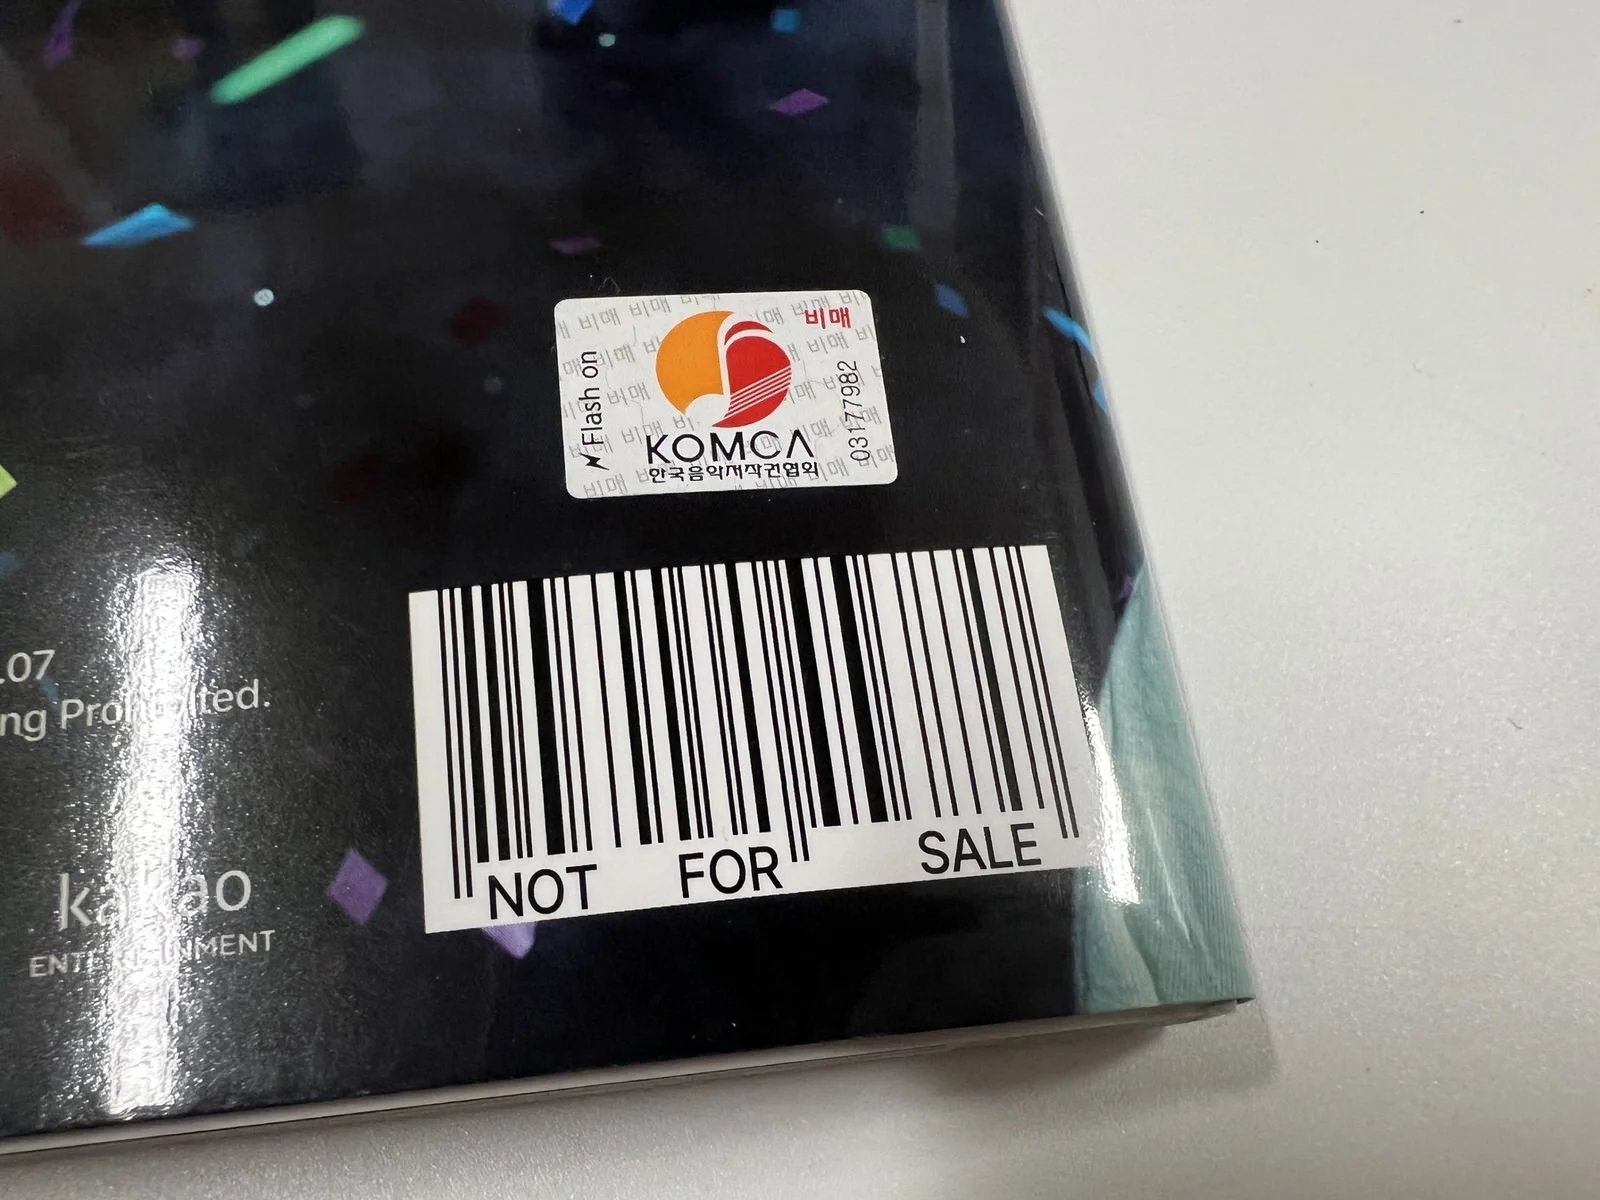 비매
Flash on
03177982
KOMCA
한국음악저작권협회
.07
ng Prohibited.
NOT FOR SALE
kakao
ENTERTAINMENT